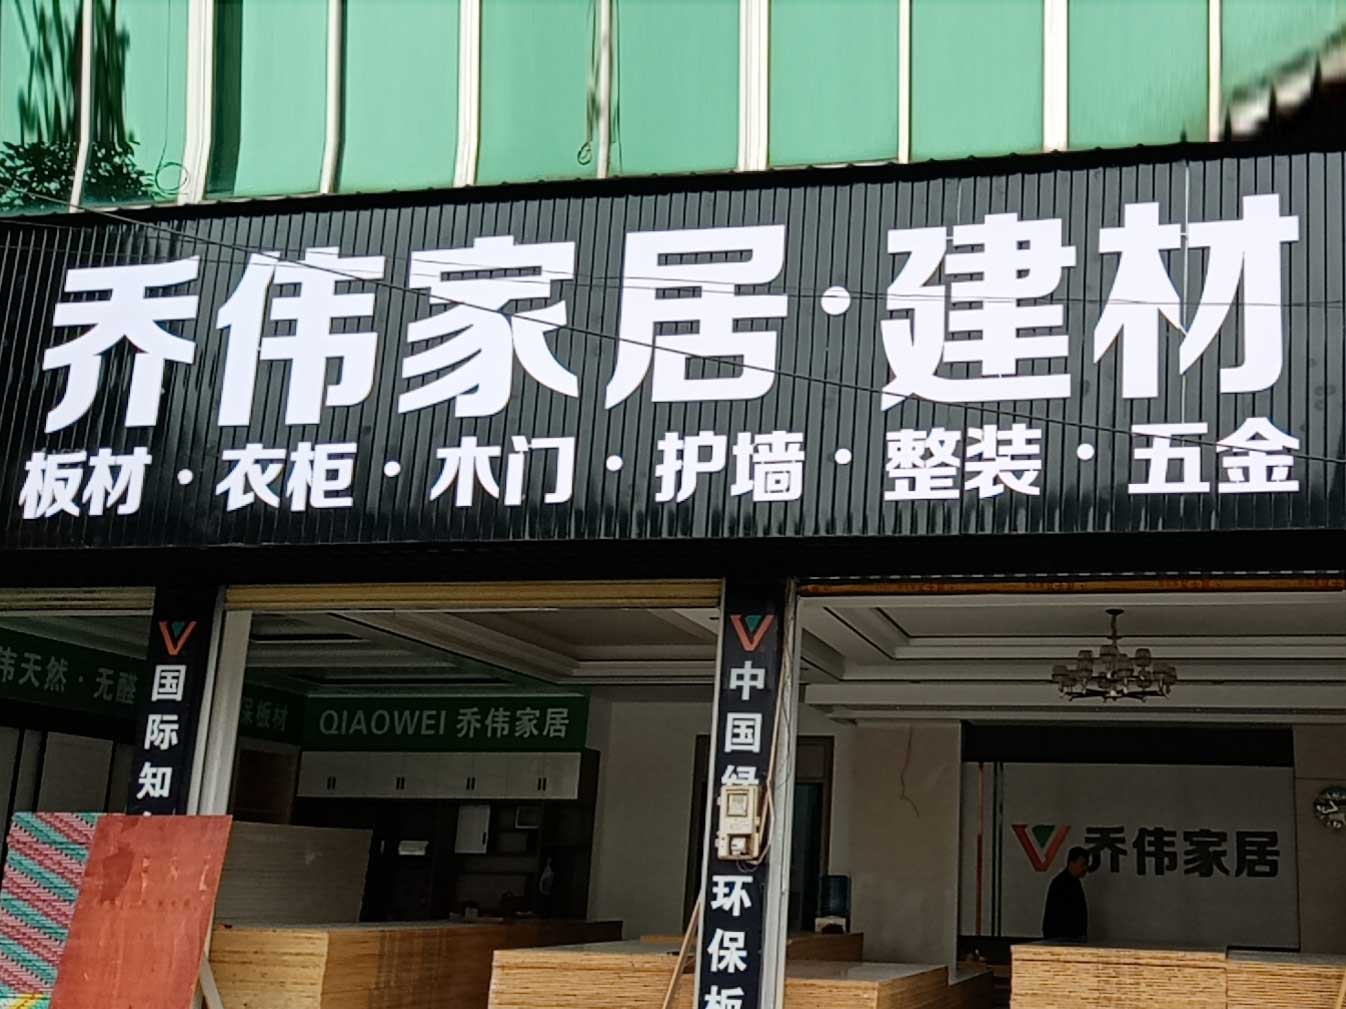 乔伟家居·建材
板材·衣柜·木门·护墙·整装·五金
伟天然·无醛
保板材
QIAOWEI 乔伟家居
国际知
中国绿
环保板
乔伟家居